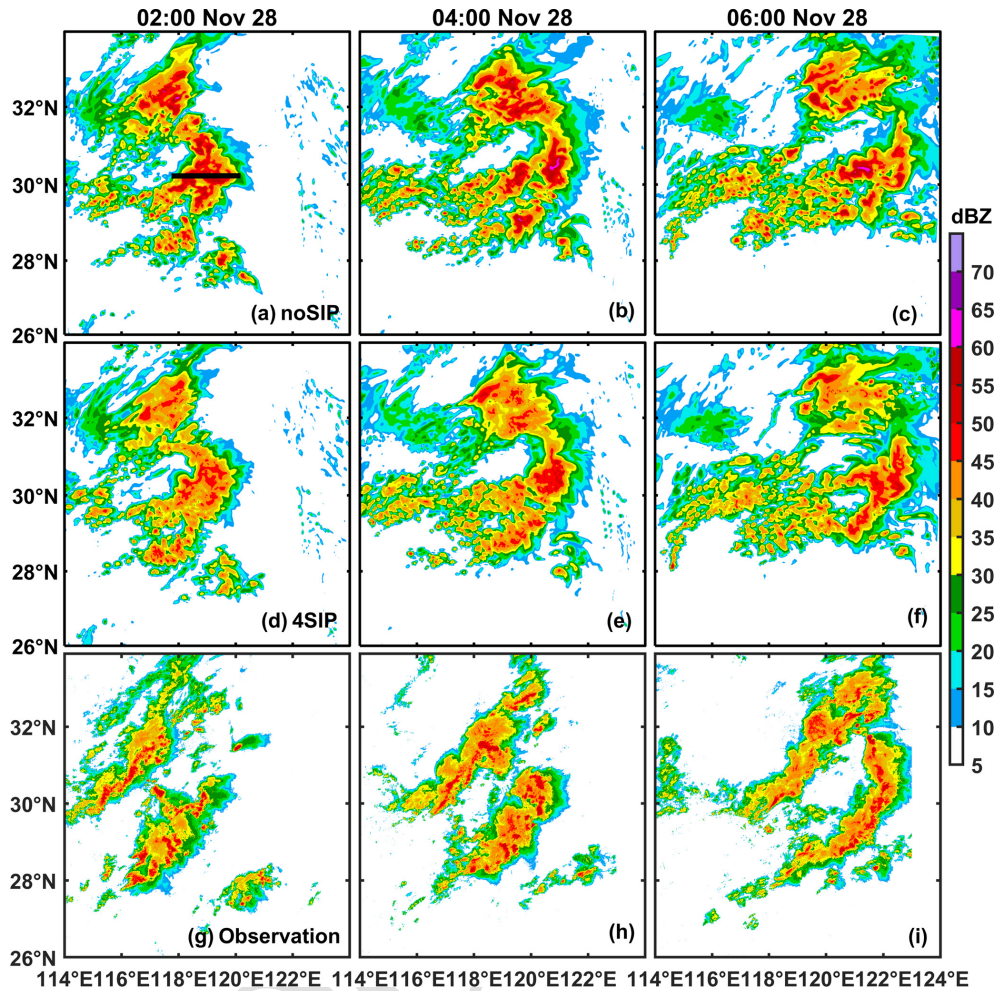 02:00 Nov 28 04:00 Nov 28 06:00 Nov 28
32°N
30°N
28°N
26°N
(a) noSIP (b) (c)
dBZ
70
65
60
55
50
45
40
35
30
25
20
15
10
5
32°N
30°N
28°N
26°N
(d) 4SIP (e) (f)
32°N
30°N
28°N
26°N
(g) Observation (h) (i)
114°E116°E118°E120°E122°E 114°E116°E118°E120°E122°E 114°E116°E118°E120°E122°E124°E